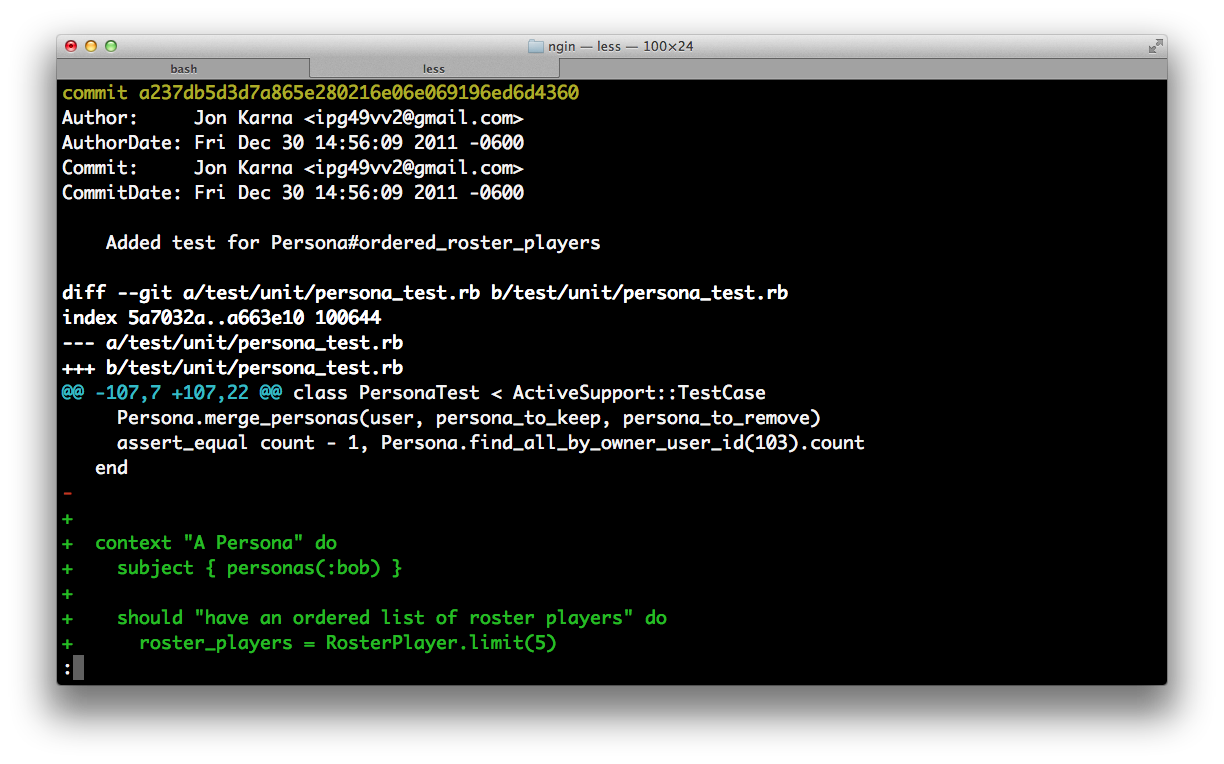 ngin — less — 100×24
bash less
commit a237db5d3d7a865e280216e06e069196ed6d4360
Author:     Jon Karna <ipg49vv2@gmail.com>
AuthorDate: Fri Dec 30 14:56:09 2011 -0600
Commit:     Jon Karna <ipg49vv2@gmail.com>
CommitDate: Fri Dec 30 14:56:09 2011 -0600
    Added test for Persona#ordered_roster_players
diff --git a/test/unit/persona_test.rb b/test/unit/persona_test.rb
index 5a7032a..a663e10 100644
--- a/test/unit/persona_test.rb
+++ b/test/unit/persona_test.rb
@@ -107,7 +107,22 @@ class PersonaTest < ActiveSupport::TestCase
     Persona.merge_personas(user, persona_to_keep, persona_to_remove)
     assert_equal count - 1, Persona.find_all_by_owner_user_id(103).count
   end
-
+
+  context "A Persona" do
+    subject { personas(:bob) }
+
+    should "have an ordered list of roster players" do
+      roster_players = RosterPlayer.limit(5)
: